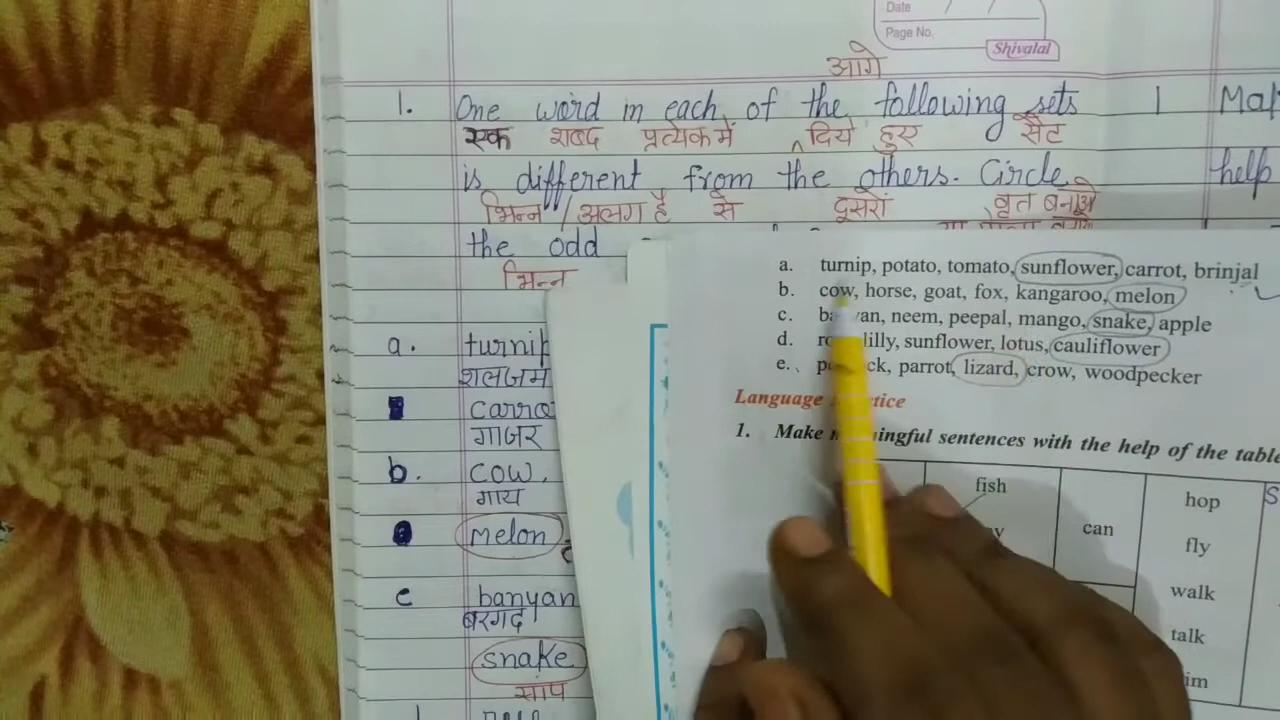 Date / /
Page No.
Shivalal
आगे
1. One word in each of the following sets 1 Mak
एक शब्द प्रत्येक में ^ दिये हुए सैट
is different from the others. Circle help
भिन्न / अलग है से दूसरों वृत बनाओ
the odd
भिन्न
a. turnip, potato, tomato, sunflower, carrot, brinjal
b. cow, horse, goat, fox, kangaroo, melon
c. neem, peepal, mango, snake, apple
d. lilly, sunflower, lotus, cauliflower
e. parrot, lizard, crow, woodpecker
Language
1. Make sentences with the help of the table
fish can hop
fly
walk
talk
a. turnip
शलजम
carro
गाजर
b. cow.
गाय
melon
c banyan
बरगद
snake
साप